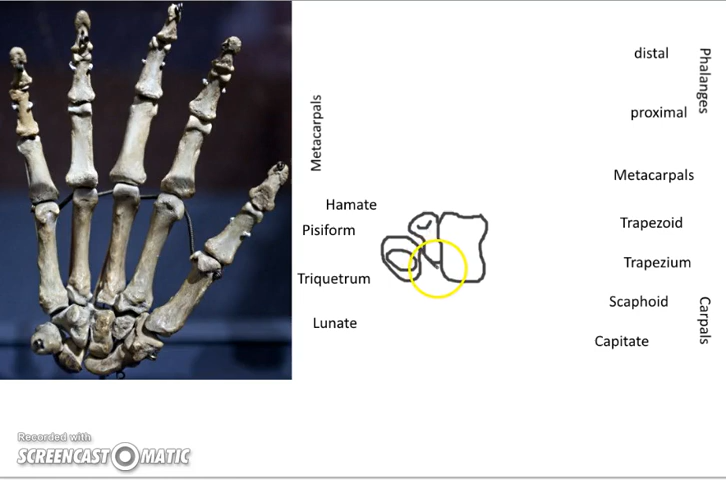 distal
Phalanges
proximal
Metacarpals
Metacarpals
Hamate
Trapezoid
Pisiform
Trapezium
Triquetrum
Scaphoid
Carpals
Lunate
Capitate
Recorded with
SCREENCAST-O-MATIC